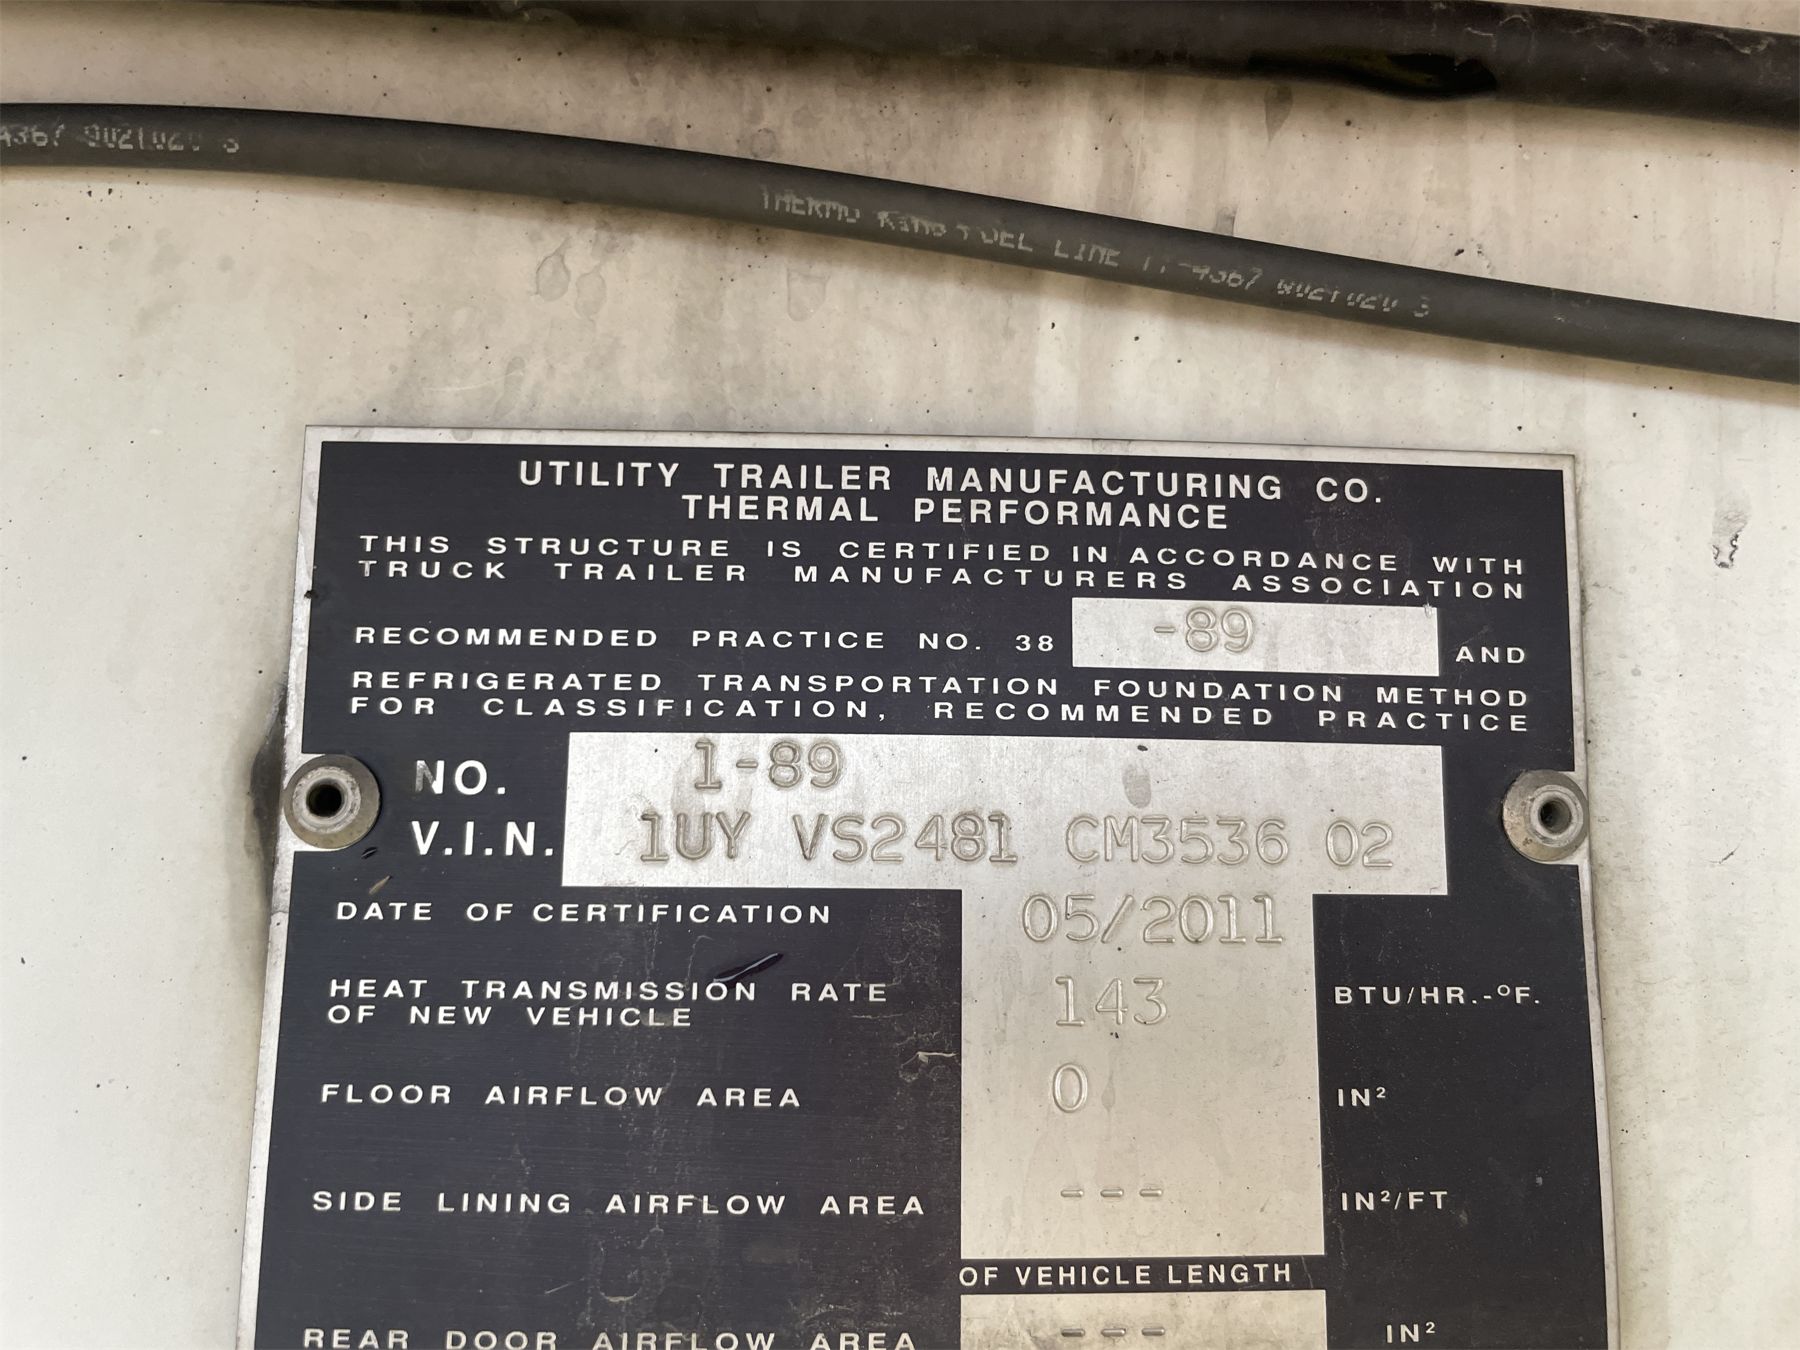 4367
THERMO KING FUEL LINE TT-4367
UTILITY TRAILER MANUFACTURING CO.
THERMAL PERFORMANCE
THIS STRUCTURE IS CERTIFIED IN ACCORDANCE WITH
TRUCK TRAILER MANUFACTURERS ASSOCIATION
RECOMMENDED PRACTICE NO. 38 -89 AND
REFRIGERATED TRANSPORTATION FOUNDATION METHOD
FOR CLASSIFICATION, RECOMMENDED PRACTICE
NO. 1-89
V.I.N. 1UY VS2481 CM3536 02
DATE OF CERTIFICATION 05/2011
HEAT TRANSMISSION RATE
OF NEW VEHICLE 143 BTU/HR.-°F.
FLOOR AIRFLOW AREA 0 IN²
SIDE LINING AIRFLOW AREA --- IN²/FT
OF VEHICLE LENGTH
REAR DOOR AIRFLOW AREA --- IN²